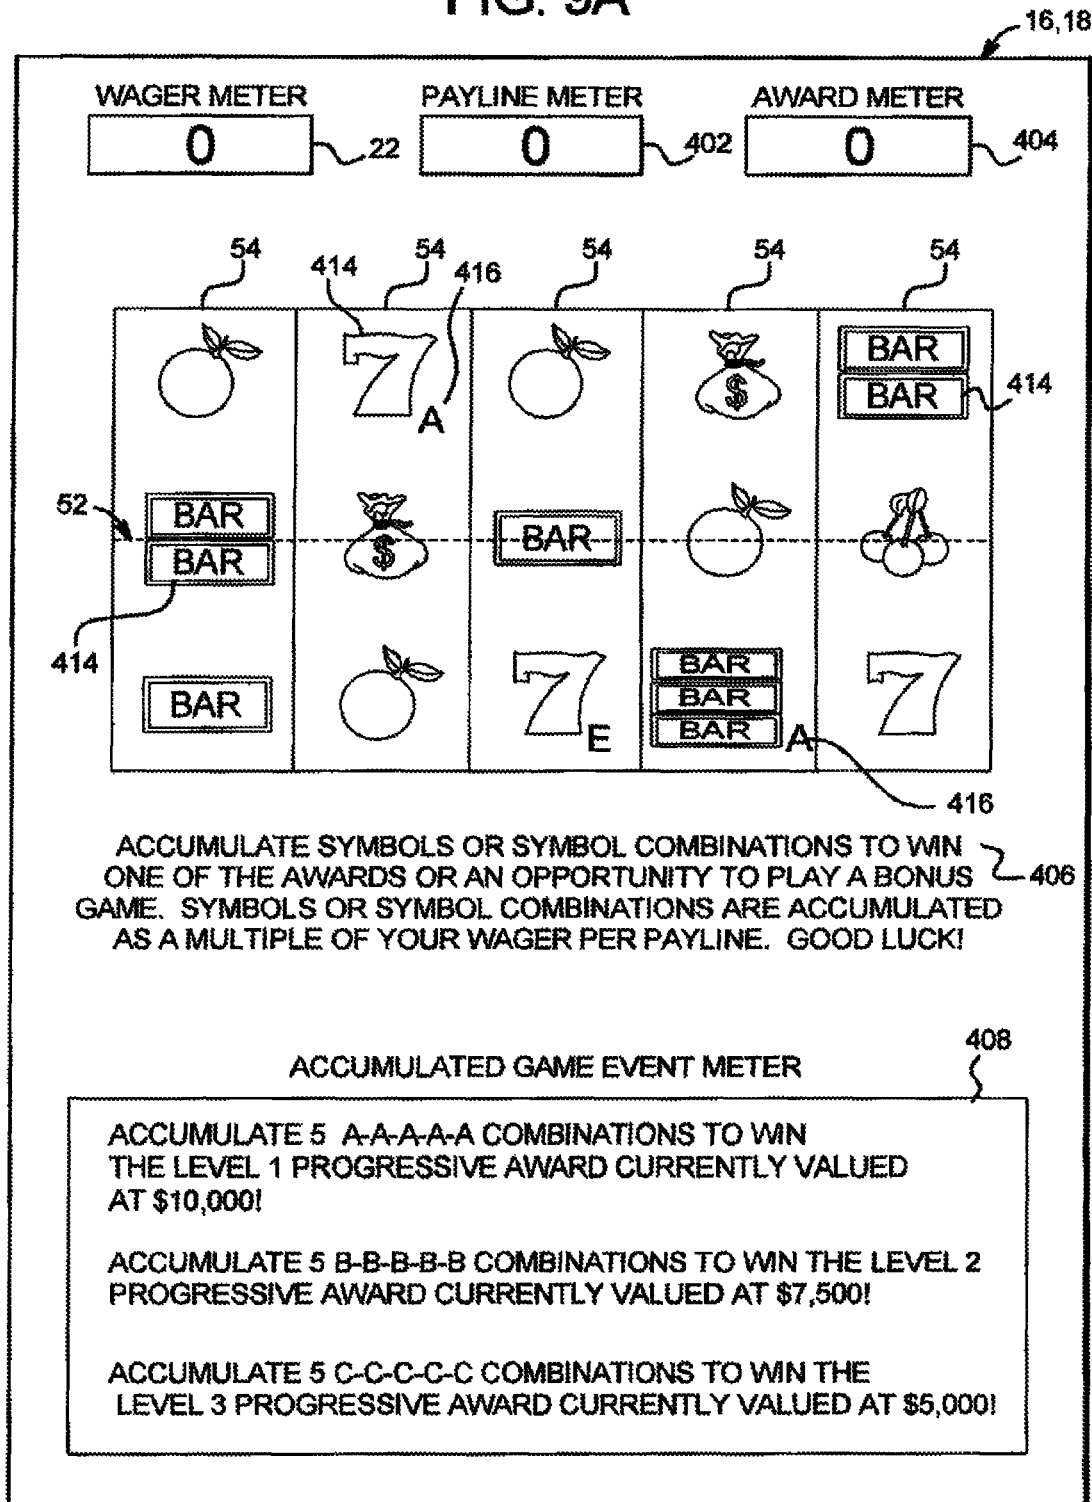 FIG. 9A
16,18
WAGER METER PAYLINE METER AWARD METER
0 22 0 402 0 404
54 414 54 416 54 54 54
7 A $ BAR
BAR 414
52 BAR $ BAR
BAR
414
BAR 7 E BAR 7
BAR
BAR A
416
ACCUMULATE SYMBOLS OR SYMBOL COMBINATIONS TO WIN
ONE OF THE AWARDS OR AN OPPORTUNITY TO PLAY A BONUS 406
GAME. SYMBOLS OR SYMBOL COMBINATIONS ARE ACCUMULATED
AS A MULTIPLE OF YOUR WAGER PER PAYLINE. GOOD LUCK!
408
ACCUMULATED GAME EVENT METER
ACCUMULATE 5 A-A-A-A-A COMBINATIONS TO WIN
THE LEVEL 1 PROGRESSIVE AWARD CURRENTLY VALUED
AT $10,000!
ACCUMULATE 5 B-B-B-B-B COMBINATIONS TO WIN THE LEVEL 2
PROGRESSIVE AWARD CURRENTLY VALUED AT $7,500!
ACCUMULATE 5 C-C-C-C-C COMBINATIONS TO WIN THE
LEVEL 3 PROGRESSIVE AWARD CURRENTLY VALUED AT $5,000!